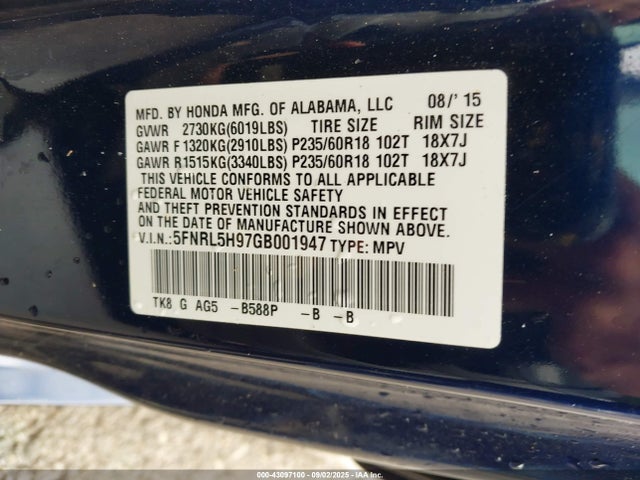 MFD. BY HONDA MFG. OF ALABAMA, LLC 08/'15
GVWR 2730KG(6019LBS) TIRE SIZE RIM SIZE
GAWR F 1320KG(2910LBS) P235/60R18 102T 18X7J
GAWR R1515KG(3340LBS) P235/60R18 102T 18X7J
THIS VEHICLE CONFORMS TO ALL APPLICABLE
FEDERAL MOTOR VEHICLE SAFETY
AND THEFT PREVENTION STANDARDS IN EFFECT
ON THE DATE OF MANUFACTURE SHOWN ABOVE.
V.I.N.:5FNRL5H97GB001947 TYPE: MPV
TK8 G AG5 -B588P -B -B
000-43097100 - 09/02/2025 - IAAI.COM